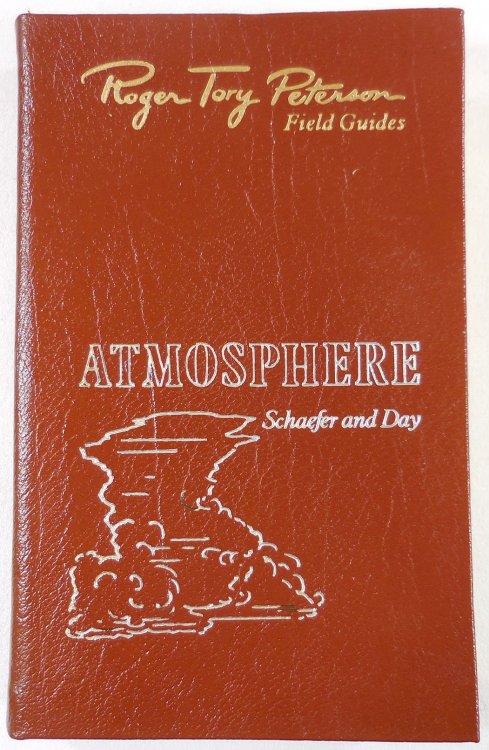 Roger Tory Peterson
Field Guides
ATMOSPHERE
Schaefer and Day